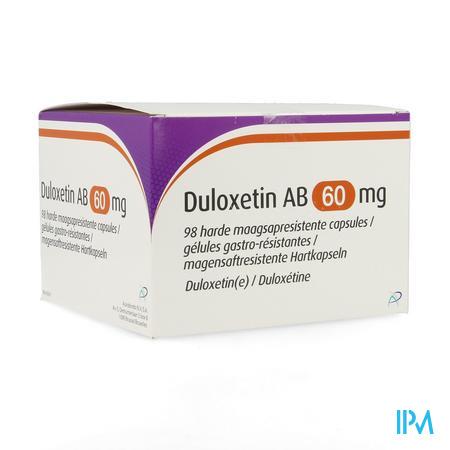 Duloxetin AB 60 mg
98 harde maagsapresistente capsules /
gélules gastro-résistantes /
magensaftresistente Hartkapseln
Duloxetin AB 60 mg
98 harde maagsapresistente capsules /
gélules gastro-résistantes /
magensaftresistente Hartkapseln
Duloxetin(e) / Duloxétine
IPM